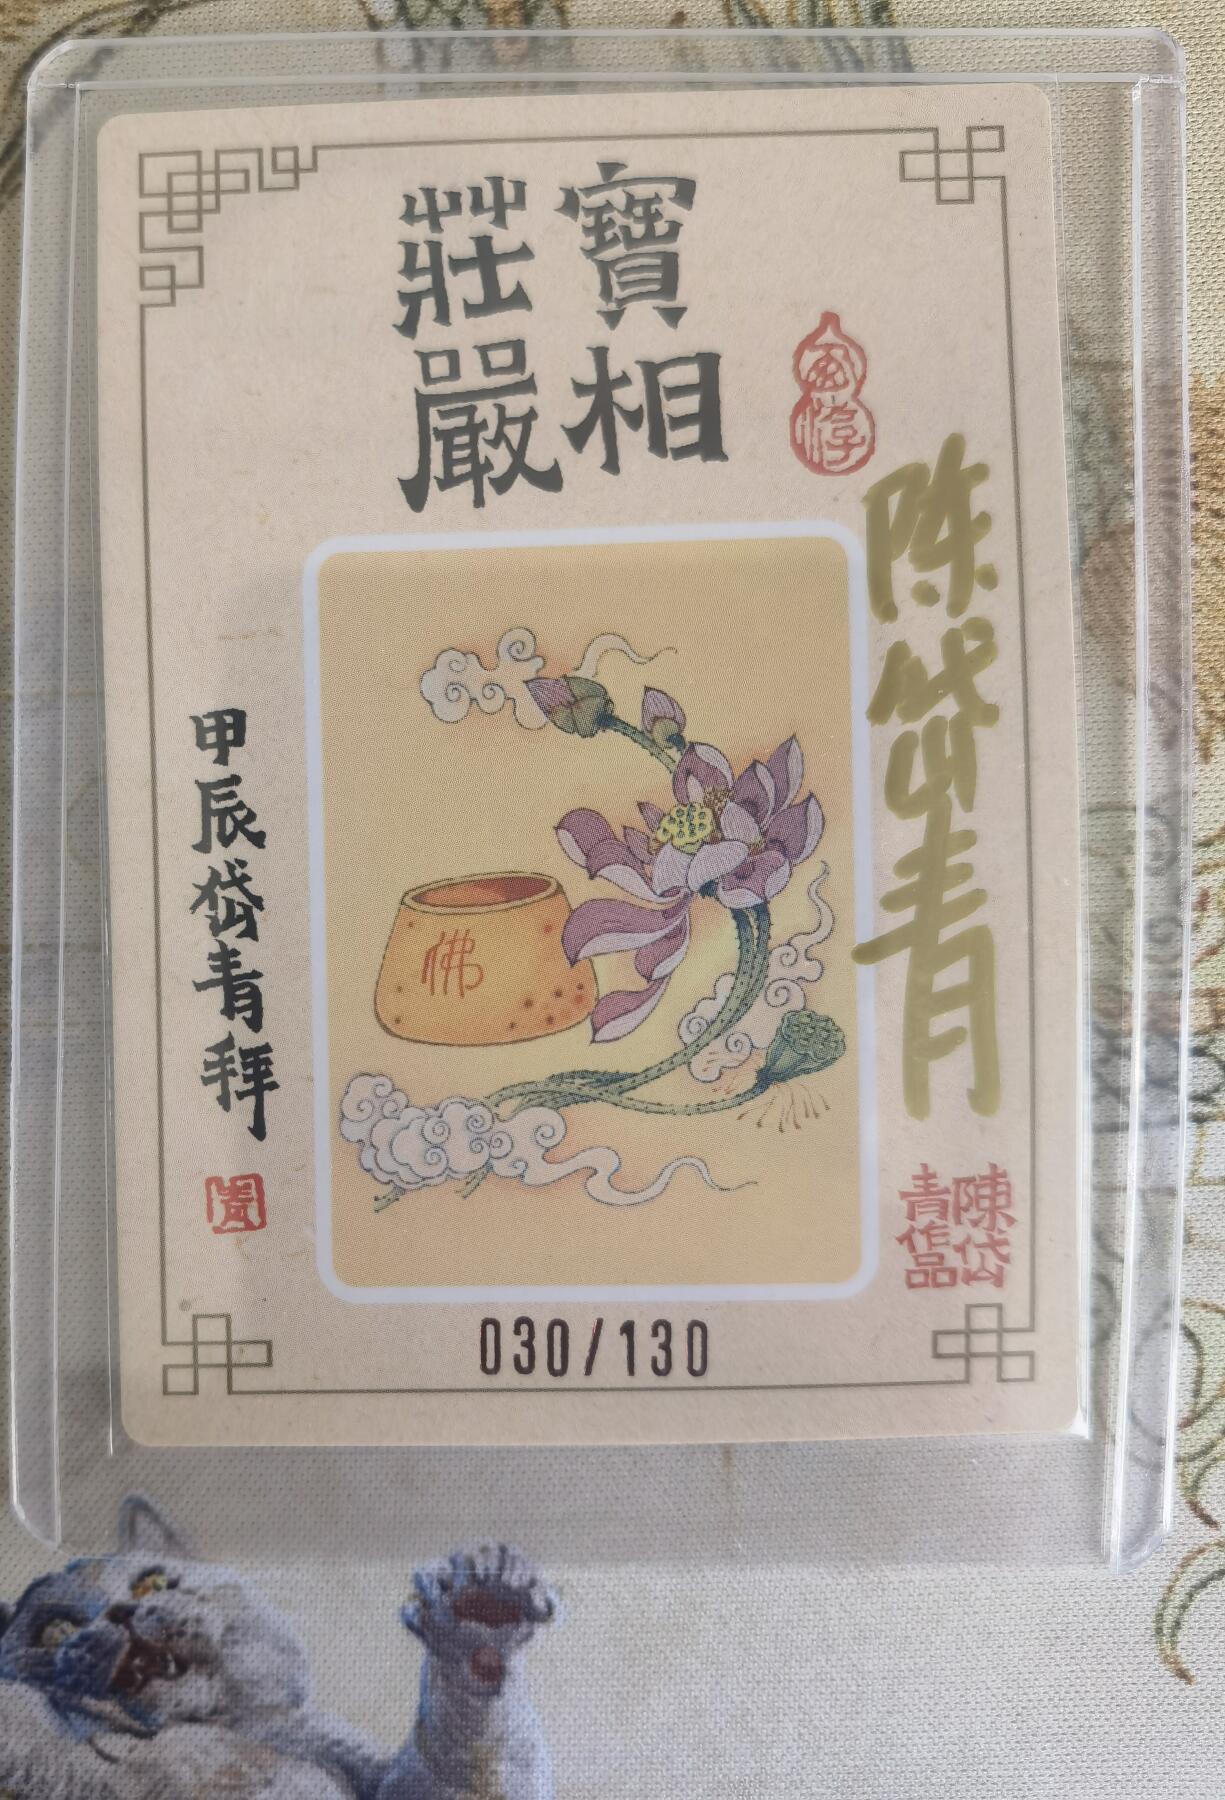 寶相
莊嚴
陈岱青
甲辰岱青拜
佛
陳岱
青作品
030/130